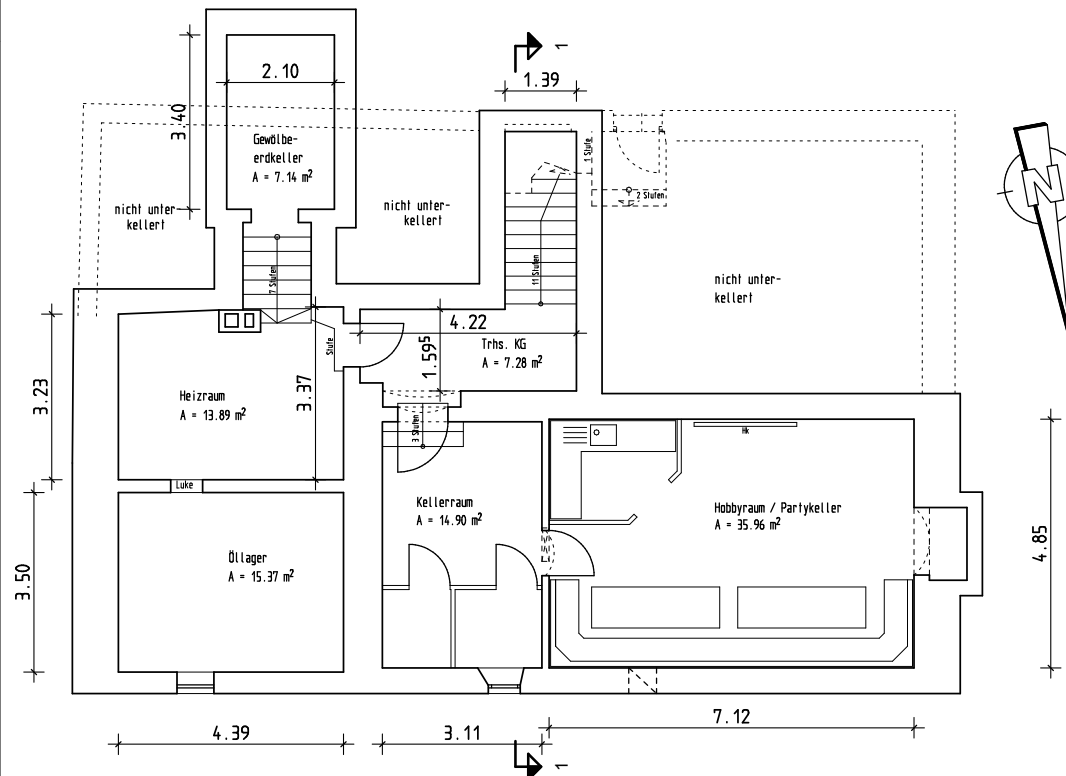 1
2.10
1.39
3.40
Gewölbe-
erdkeller
A = 7.14 m²
1 Stufe
2 Stufen
N
nicht unter-
kellert
nicht unter-
kellert
7 Stufen
11 Stufen
nicht unter-
kellert
4.22
1.59⁵
Trhs. KG
A = 7.28 m²
Stufe
3.23
3.37
Heizraum
A = 13.89 m²
3 Stufen
Hk
Luke
Kellerraum
A = 14.90 m²
Hobbyraum / Partykeller
A = 35.96 m²
4.85
3.50
Öllager
A = 15.37 m²
4.39
3.11
7.12
1